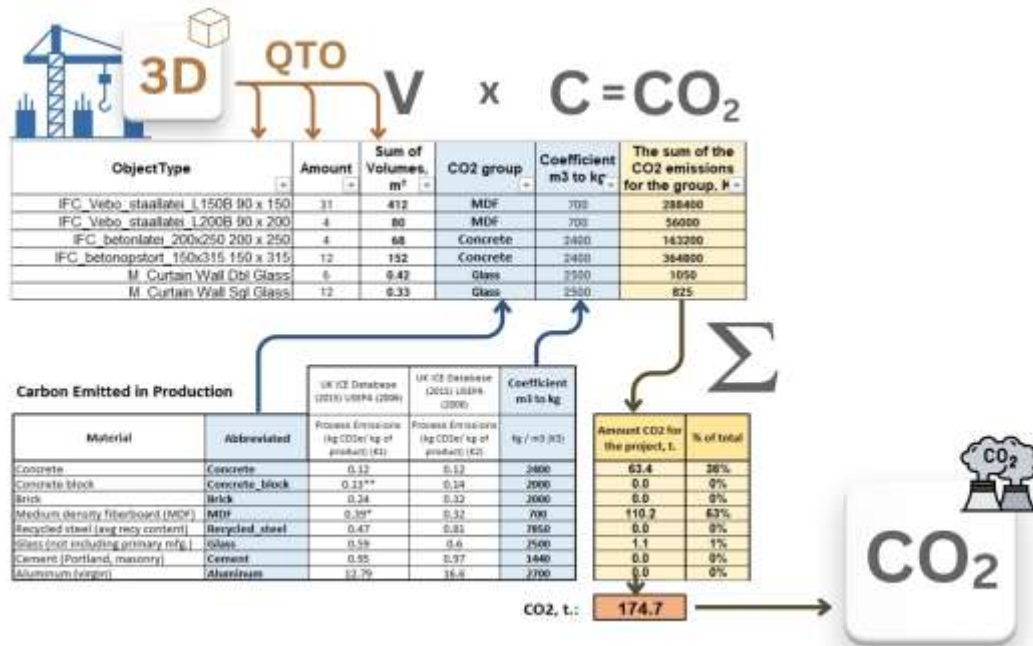 3D
QTO
V x C = CO₂
ObjectType Amount Sum of Volumes, m³ CO2 group Coefficient m3 to kg The sum of the CO2 emissions for the group,
IFC_Vebo_staallatei_L150B 90 x 150 31 412 MDF 700 288400
IFC_Vebo_staallatei_L200B 90 x 200 4 80 MDF 700 56000
IFC_betonlatei_200x250 200 x 250 4 68 Concrete 2400 163200
IFC_betonopstort_150x315 150 x 315 12 152 Concrete 2400 364800
M_Curtain Wall Dbl Glass 6 0.42 Glass 2500 1050
M_Curtain Wall Sgl Glass 12 0.33 Glass 2500 825
Σ
Carbon Emitted in Production
UK ICE Database (2015) USEPA (2006) UK ICE Database (2015) USEPA (2006) Coefficient m3 to kg
Material Abbreviated Process Emissions (kg CO2e/ kg of product) (K1) Process Emissions (kg CO2e/ kg of product) (K2) kg / m3 (K3) Amount CO2 for the project, t. % of total
Concrete Concrete 0.12 0.12 2400 63.4 36%
Concrete block Concrete_block 0.13** 0.14 2000 0.0 0%
Brick Brick 0.24 0.32 2000 0.0 0%
Medium density fiberboard (MDF) MDF 0.39* 0.32 700 110.2 63%
Recycled steel (avg recy content) Recycled_steel 0.47 0.81 7850 0.0 0%
Glass (not including primary mfg.) Glass 0.59 0.6 2500 1.1 1%
Cement (Portland, masonry) Cement 0.95 0.97 1440 0.0 0%
Aluminum (virgin) Aluminum 12.79 16.6 2700 0.0 0%
CO2, t.: 174.7
CO₂
CO₂